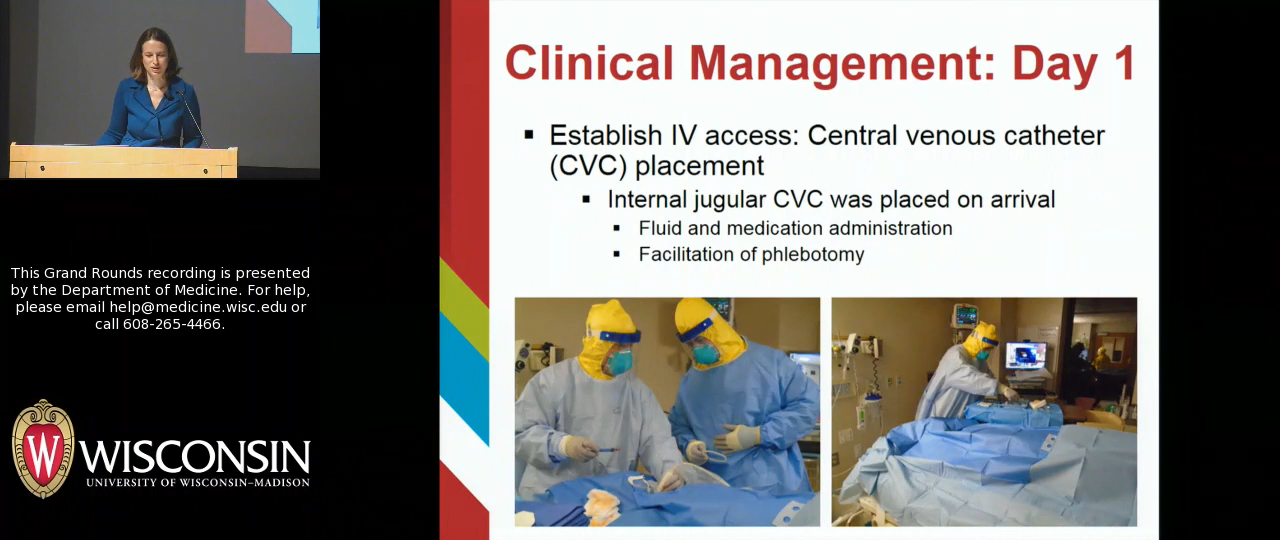 Clinical Management: Day 1
▪ Establish IV access: Central venous catheter
(CVC) placement
▪ Internal jugular CVC was placed on arrival
▪ Fluid and medication administration
▪ Facilitation of phlebotomy
This Grand Rounds recording is presented
by the Department of Medicine. For help,
please email help@medicine.wisc.edu or
call 608-265-4466.
W
WISCONSIN
UNIVERSITY OF WISCONSIN–MADISON